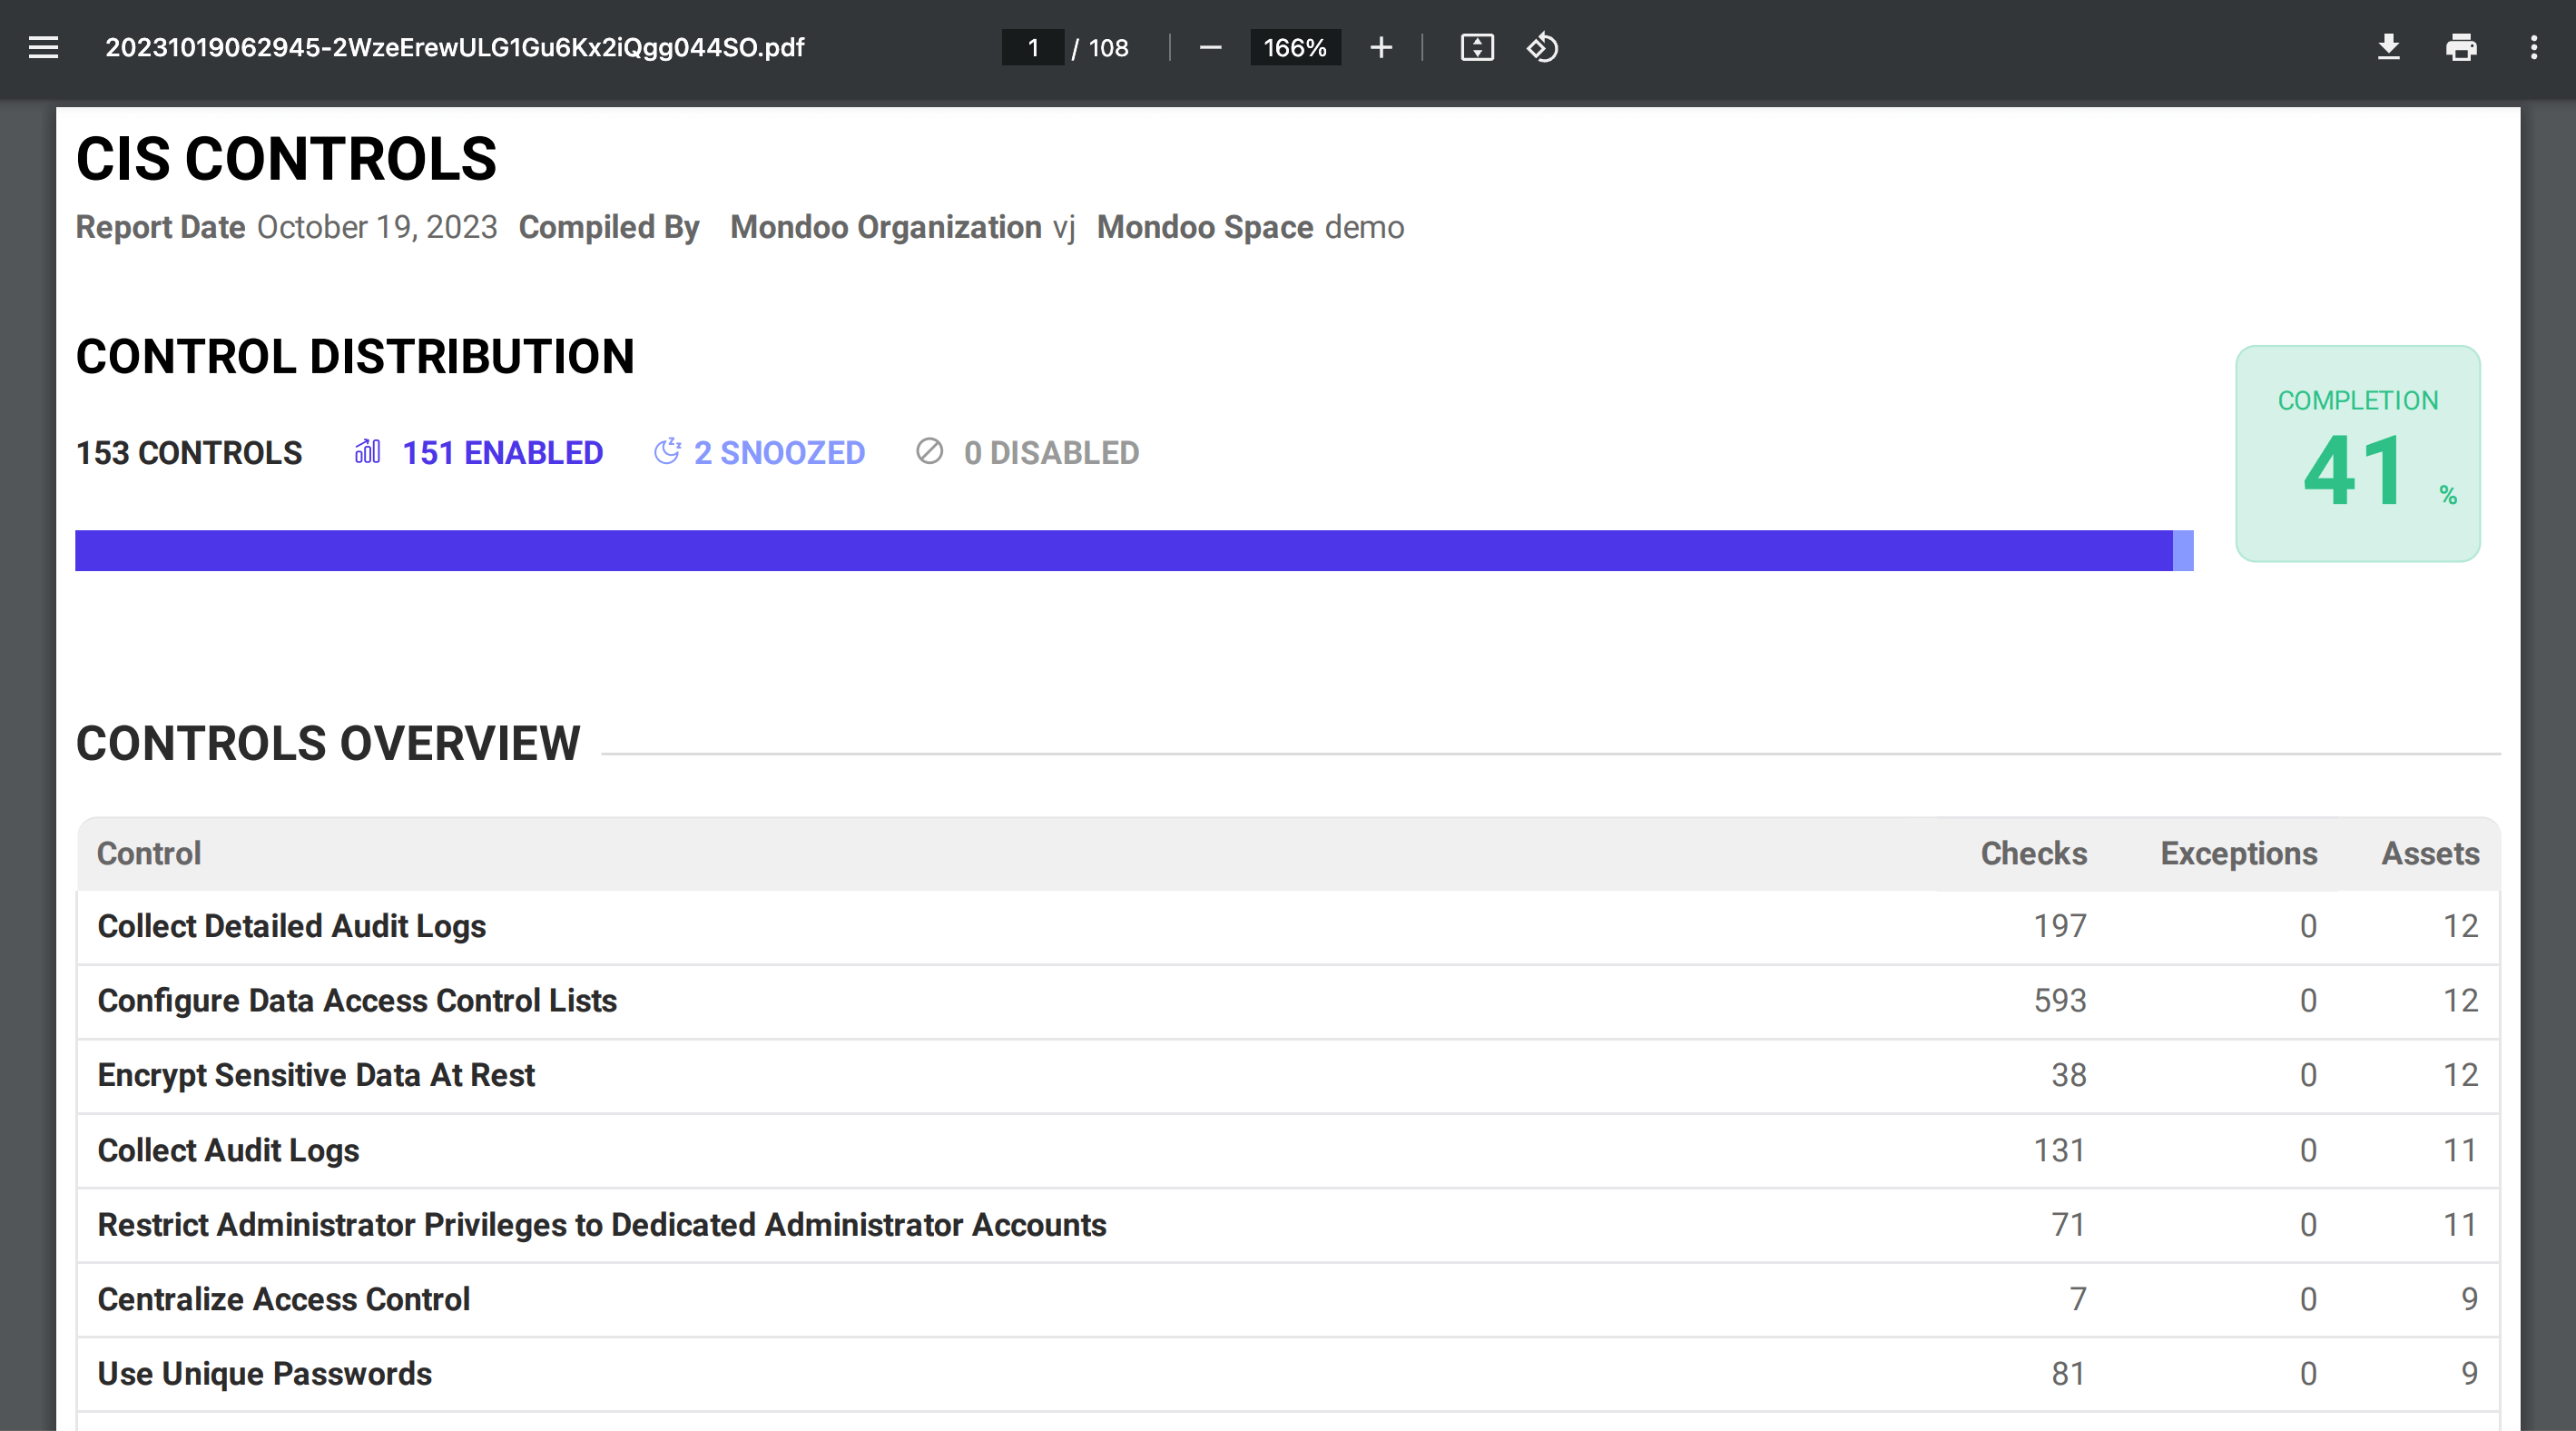 20231019062945-2WzeErewULG1Gu6Kx2iQgg044SO.pdf 1 / 108 166%
CIS CONTROLS
Report Date October 19, 2023 Compiled By Mondoo Organization vj Mondoo Space demo
CONTROL DISTRIBUTION
COMPLETION
41 %
153 CONTROLS 151 ENABLED 2 SNOOZED 0 DISABLED
CONTROLS OVERVIEW
Control Checks Exceptions Assets
Collect Detailed Audit Logs 197 0 12
Configure Data Access Control Lists 593 0 12
Encrypt Sensitive Data At Rest 38 0 12
Collect Audit Logs 131 0 11
Restrict Administrator Privileges to Dedicated Administrator Accounts 71 0 11
Centralize Access Control 7 0 9
Use Unique Passwords 81 0 9